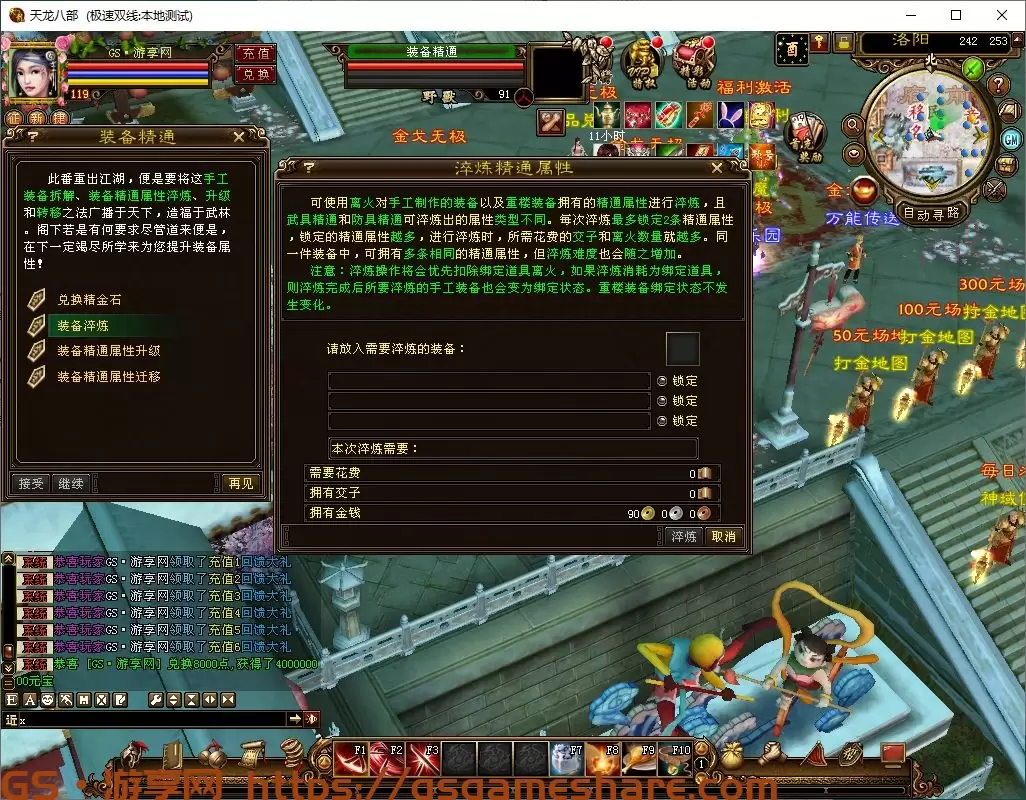 天龙八部 (极速双线:本地测试)
GS·游享网
充值
兑换
119
征
新
装备精通
野兽
91
特权
活动
福利激活
金戈无极
11小时
洛阳
242 253
北
GM
自动寻路
万能传送
300元场
100元场
打金地图
50元场地
打金地图
每日
神域
? 装备精通
此番重出江湖，便是要将这手工
装备拆解、装备精通属性淬炼、升级
和转移之法广播于天下，造福于武林
。阁下若是有何要求尽管道来便是，
在下一定竭尽所学来为您提升装备属
性！
兑换精金石
装备淬炼
装备精通属性升级
装备精通属性迁移
接受
继续
再见
? 淬炼精通属性
可使用离火对手工制作的装备以及重楼装备拥有的精通属性进行淬炼，且
武具精通和防具精通可淬炼出的属性类型不同。每次淬炼最多锁定2条精通属性
，锁定的精通属性越多，进行淬炼时，所需花费的交子和离火数量就越多。同
一件装备中，可拥有多条相同的精通属性，但淬炼难度也会随之增加。
注意：淬炼操作将会优先扣除绑定道具离火，如果淬炼消耗为绑定道具，
则淬炼完成后所要淬炼的手工装备也会变为绑定状态。重楼装备绑定状态不发
生变化。
请放入需要淬炼的装备：
锁定
锁定
锁定
本次淬炼需要：
需要花费 0
拥有交子 0
拥有金钱 90 0 0
淬炼
取消
系统 恭喜玩家GS·游享网领取了充值1回馈大礼
系统 恭喜玩家GS·游享网领取了充值2回馈大礼
系统 恭喜玩家GS·游享网领取了充值3回馈大礼
系统 恭喜玩家GS·游享网领取了充值4回馈大礼
系统 恭喜玩家GS·游享网领取了充值5回馈大礼
系统 恭喜玩家GS·游享网领取了充值6回馈大礼
系统 恭喜 [GS·游享网] 兑换8000点,获得了4000000
00元宝
近x
F1 F2 F3 F7 F8 F9 F10
1
GS·游享网 https://gsgameshare.com